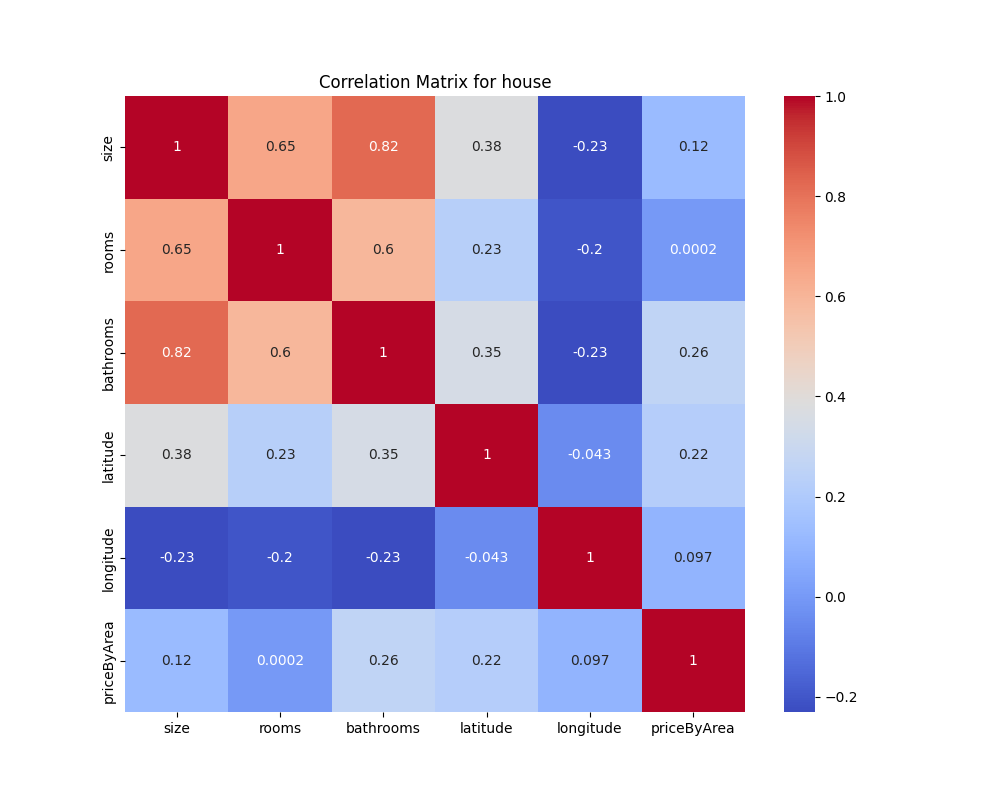 Correlation Matrix for house
size 1 0.65 0.82 0.38 -0.23 0.12
rooms 0.65 1 0.6 0.23 -0.2 0.0002
bathrooms 0.82 0.6 1 0.35 -0.23 0.26
latitude 0.38 0.23 0.35 1 -0.043 0.22
longitude -0.23 -0.2 -0.23 -0.043 1 0.097
priceByArea 0.12 0.0002 0.26 0.22 0.097 1
size rooms bathrooms latitude longitude priceByArea
1.0
0.8
0.6
0.4
0.2
0.0
−0.2